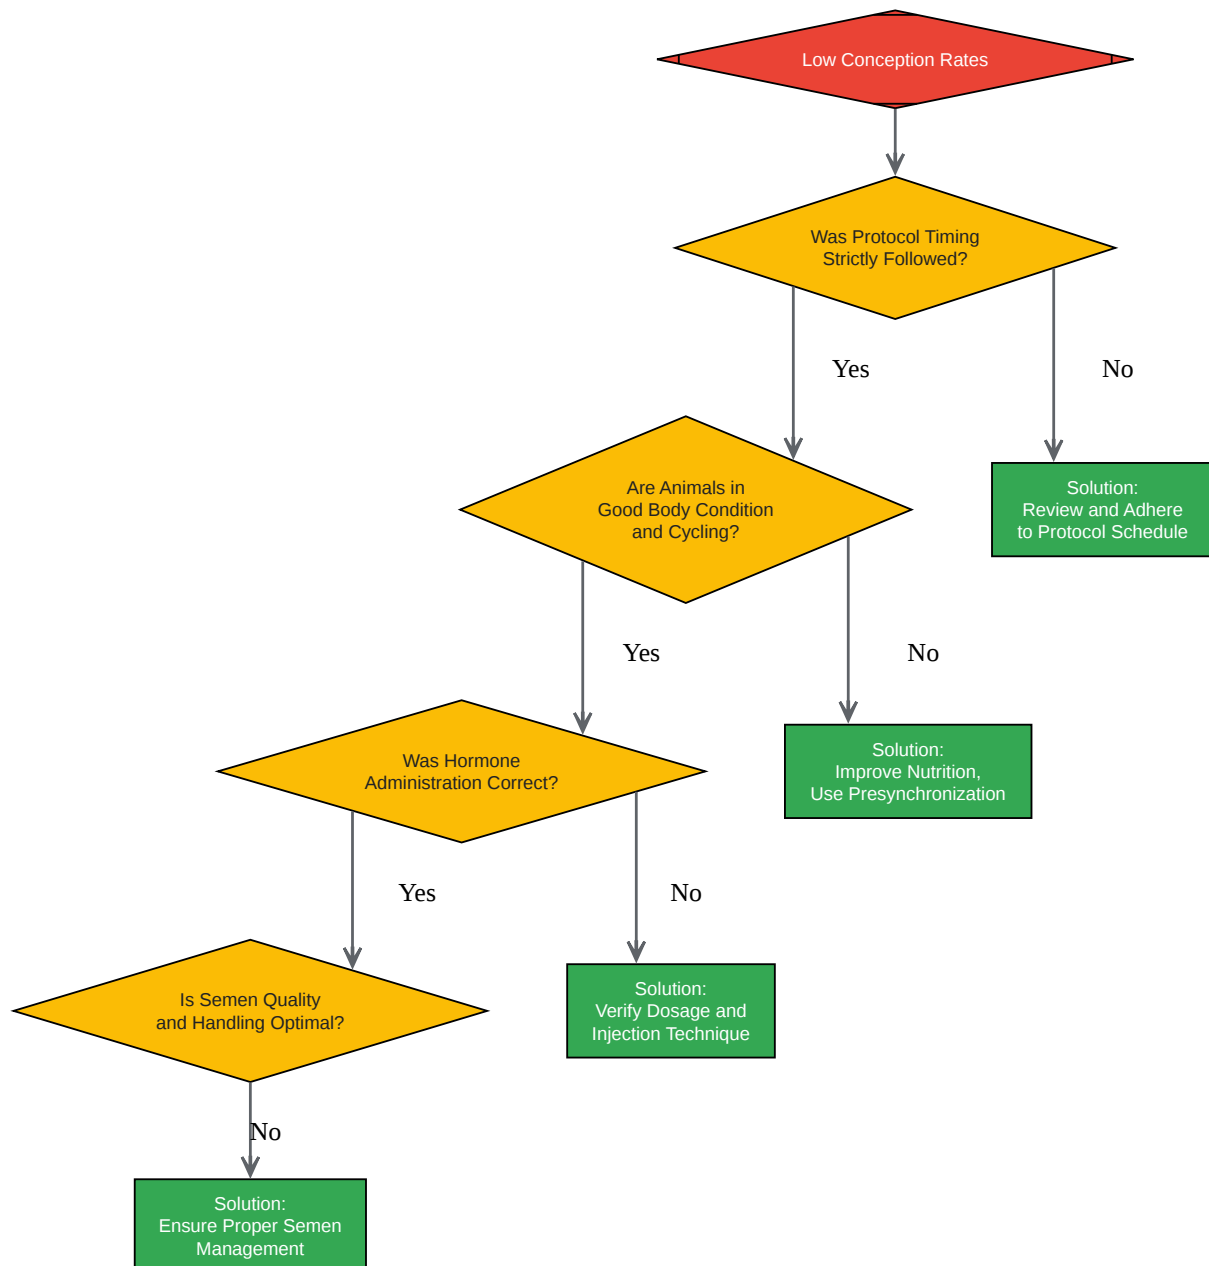 Low Conception Rates
Was Protocol Timing
Strictly Followed?
Yes
No
Are Animals in
Good Body Condition
and Cycling?
Solution:
Review and Adhere
to Protocol Schedule
Yes
No
Was Hormone
Administration Correct?
Solution:
Improve Nutrition,
Use Presynchronization
Yes
No
Is Semen Quality
and Handling Optimal?
Solution:
Verify Dosage and
Injection Technique
No
Solution:
Ensure Proper Semen
Management